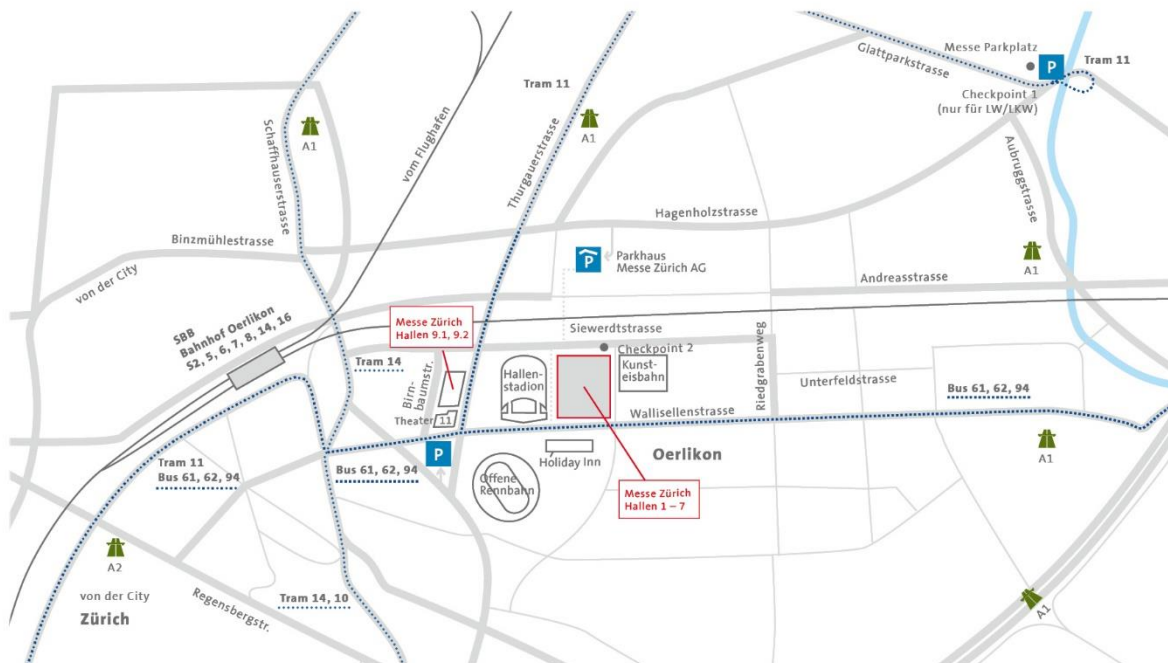 Messe Parkplatz
Glattparkstrasse
P
Tram 11
Checkpoint 1
(nur für LW/LKW)
Tram 11
A1
A1
Schaffhauserstrasse
vom Flughafen
Thurgauerstrasse
Aubruggstrasse
Hagenholzstrasse
Binzmühlestrasse
P
Parkhaus
Messe Zürich AG
A1
von der City
Andreasstrasse
SBB
Bahnhof Oerlikon
S2, 5, 6, 7, 8, 14, 16
Messe Zürich
Hallen 9.1, 9.2
Siewerdtstrasse
Checkpoint 2
Tram 14
Birn-
baumstr.
Hallen-
stadion
Kunst-
eisbahn
Riedgrabenweg
Unterfeldstrasse
Bus 61, 62, 94
Theater 11
Wallisellenstrasse
P
Holiday Inn
Oerlikon
A1
Tram 11
Bus 61, 62, 94
Bus 61, 62, 94
Offene
Rennbahn
Messe Zürich
Hallen 1 – 7
A2
von der City
Zürich
Regensbergstr.
Tram 14, 10
A1